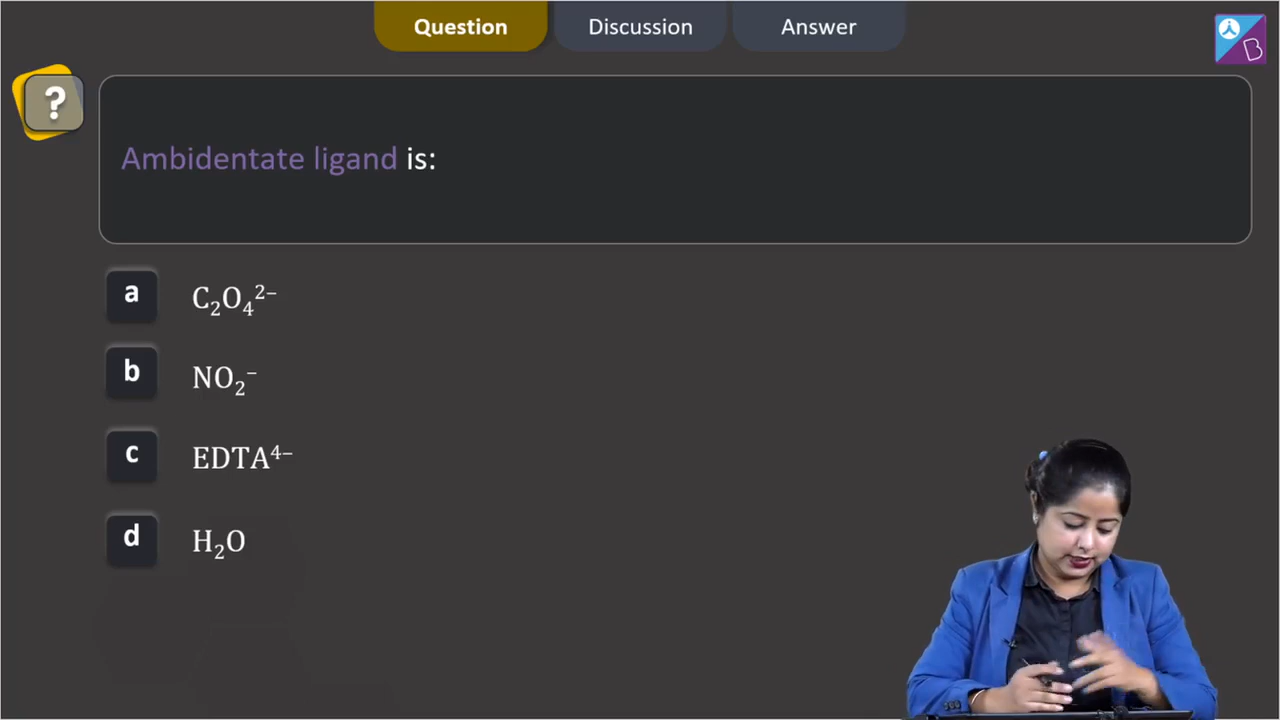 Question Discussion Answer
?
Ambidentate ligand is:
a C₂O₄²⁻
b NO₂⁻
c EDTA⁴⁻
d H₂O
B